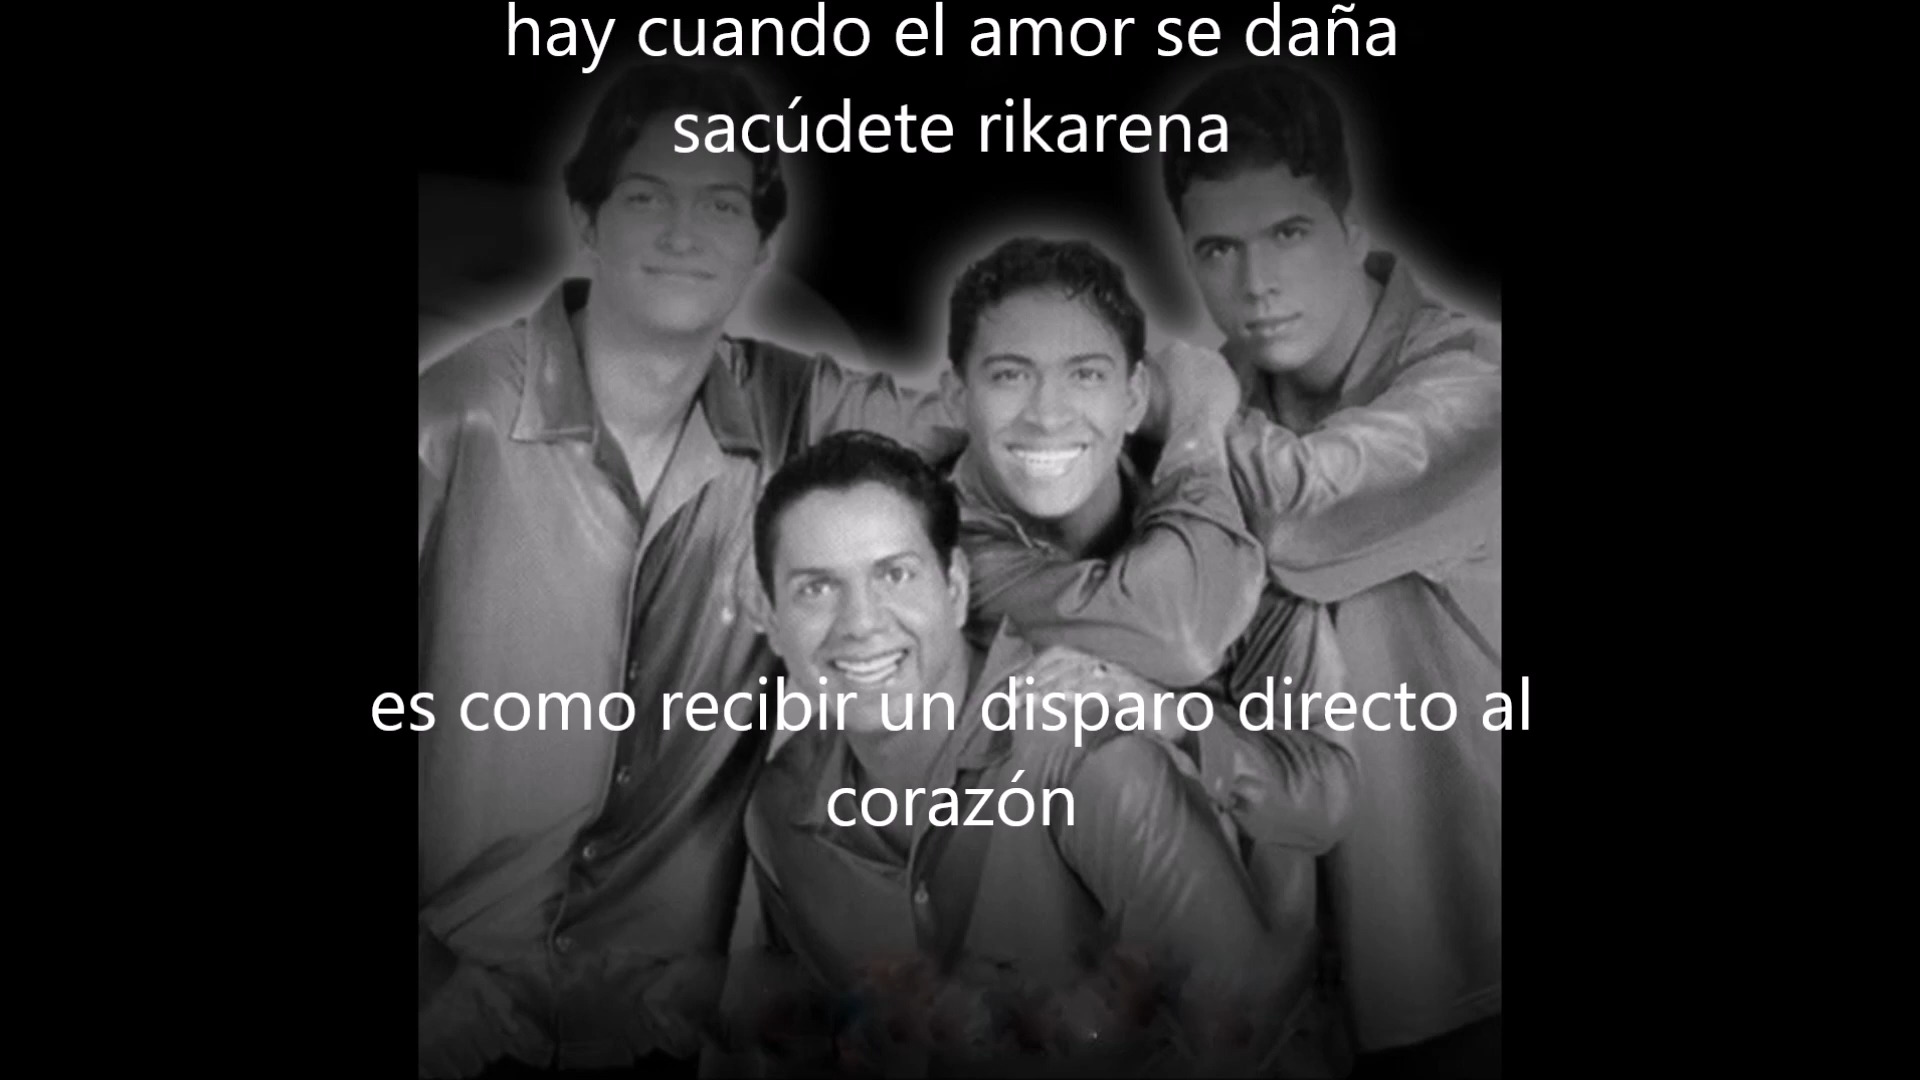 hay cuando el amor se daña
sacúdete rikarena
es como recibir un disparo directo al
corazón